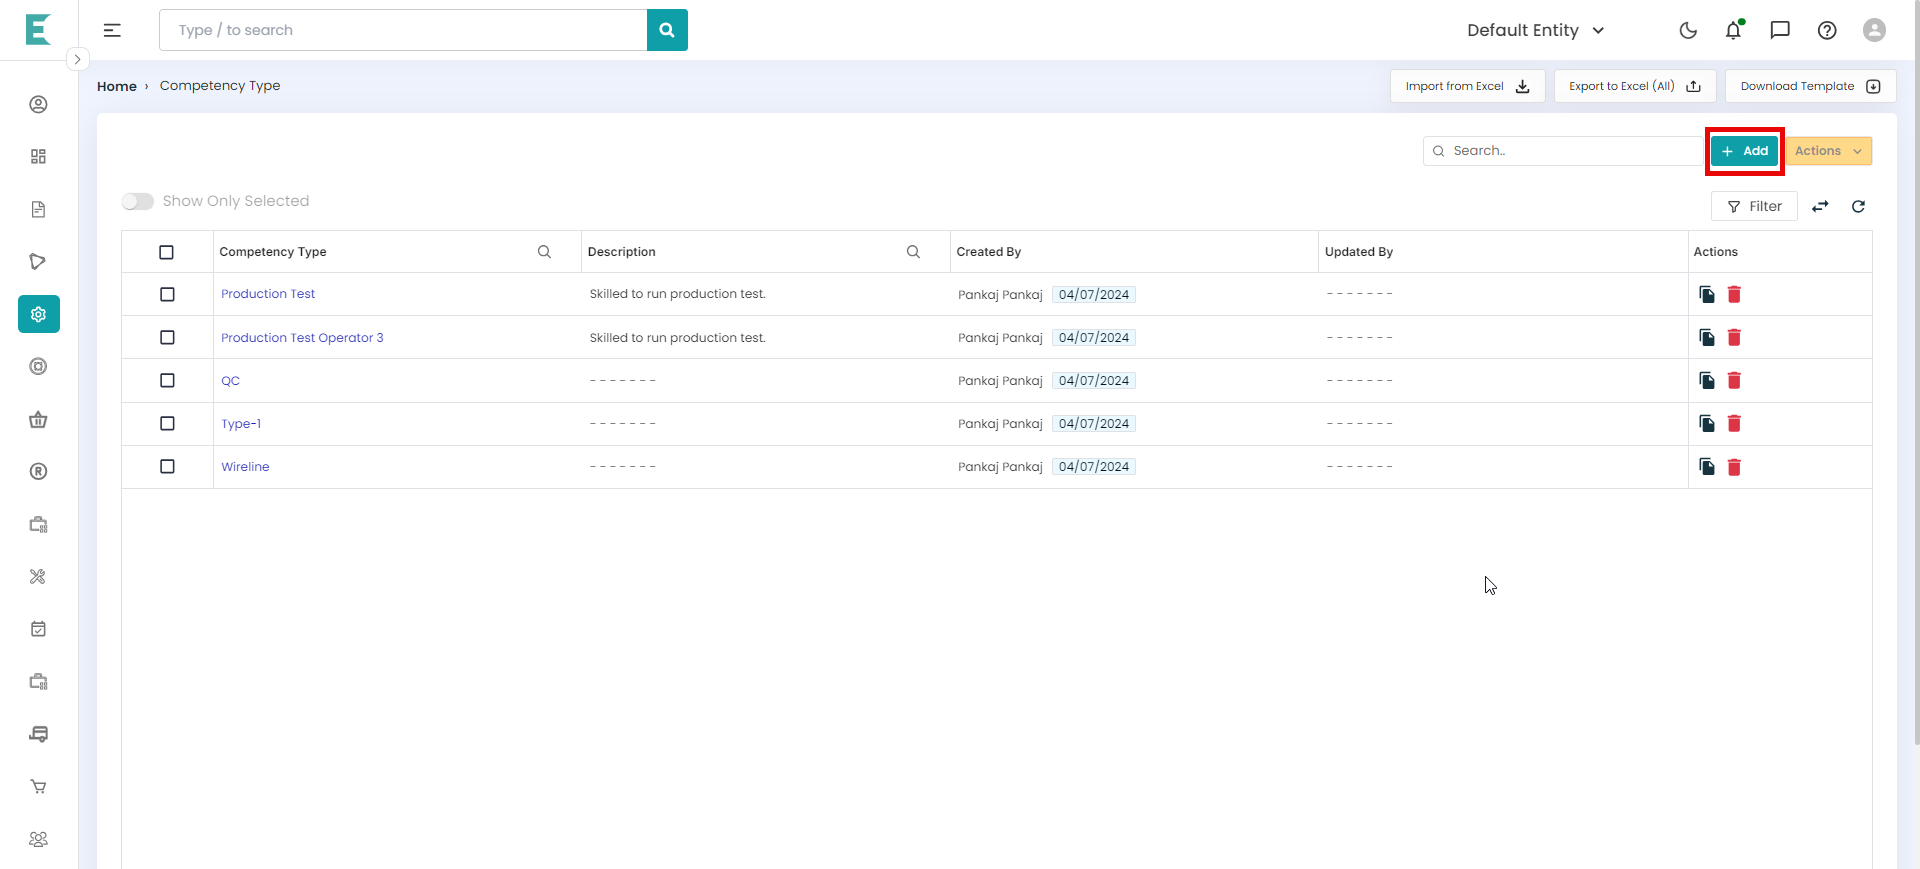 E
Type / to search
Default Entity
Home › Competency Type
Import from Excel
Export to Excel (All)
Download Template
Search..
+ Add
Actions
Show Only Selected
Filter
Competency Type Description Created By Updated By Actions
Production Test Skilled to run production test. Pankaj Pankaj 04/07/2024 -------
Production Test Operator 3 Skilled to run production test. Pankaj Pankaj 04/07/2024 -------
QC ------- Pankaj Pankaj 04/07/2024 -------
Type-1 ------- Pankaj Pankaj 04/07/2024 -------
Wireline ------- Pankaj Pankaj 04/07/2024 -------